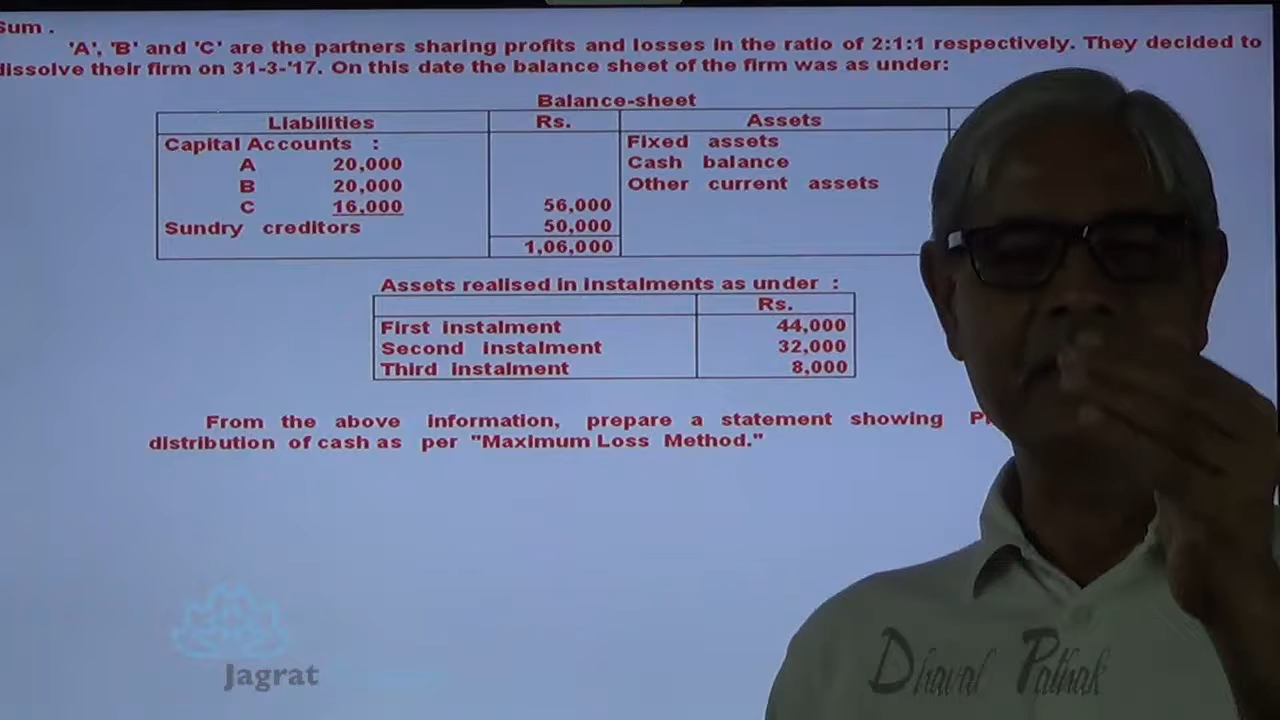 Sum .
'A', 'B' and 'C' are the partners sharing profits and losses in the ratio of 2:1:1 respectively. They decided to
dissolve their firm on 31-3-'17. On this date the balance sheet of the firm was as under:
Balance-sheet
Liabilities Rs. Assets
Capital Accounts : Fixed assets
A 20,000 Cash balance
B 20,000 Other current assets
C 16,000 56,000
Sundry creditors 50,000
1,06,000
Assets realised in instalments as under :
Rs.
First instalment 44,000
Second instalment 32,000
Third instalment 8,000
From the above information, prepare a statement showing
distribution of cash as per "Maximum Loss Method."
Jagrat
Dhaval Pathak